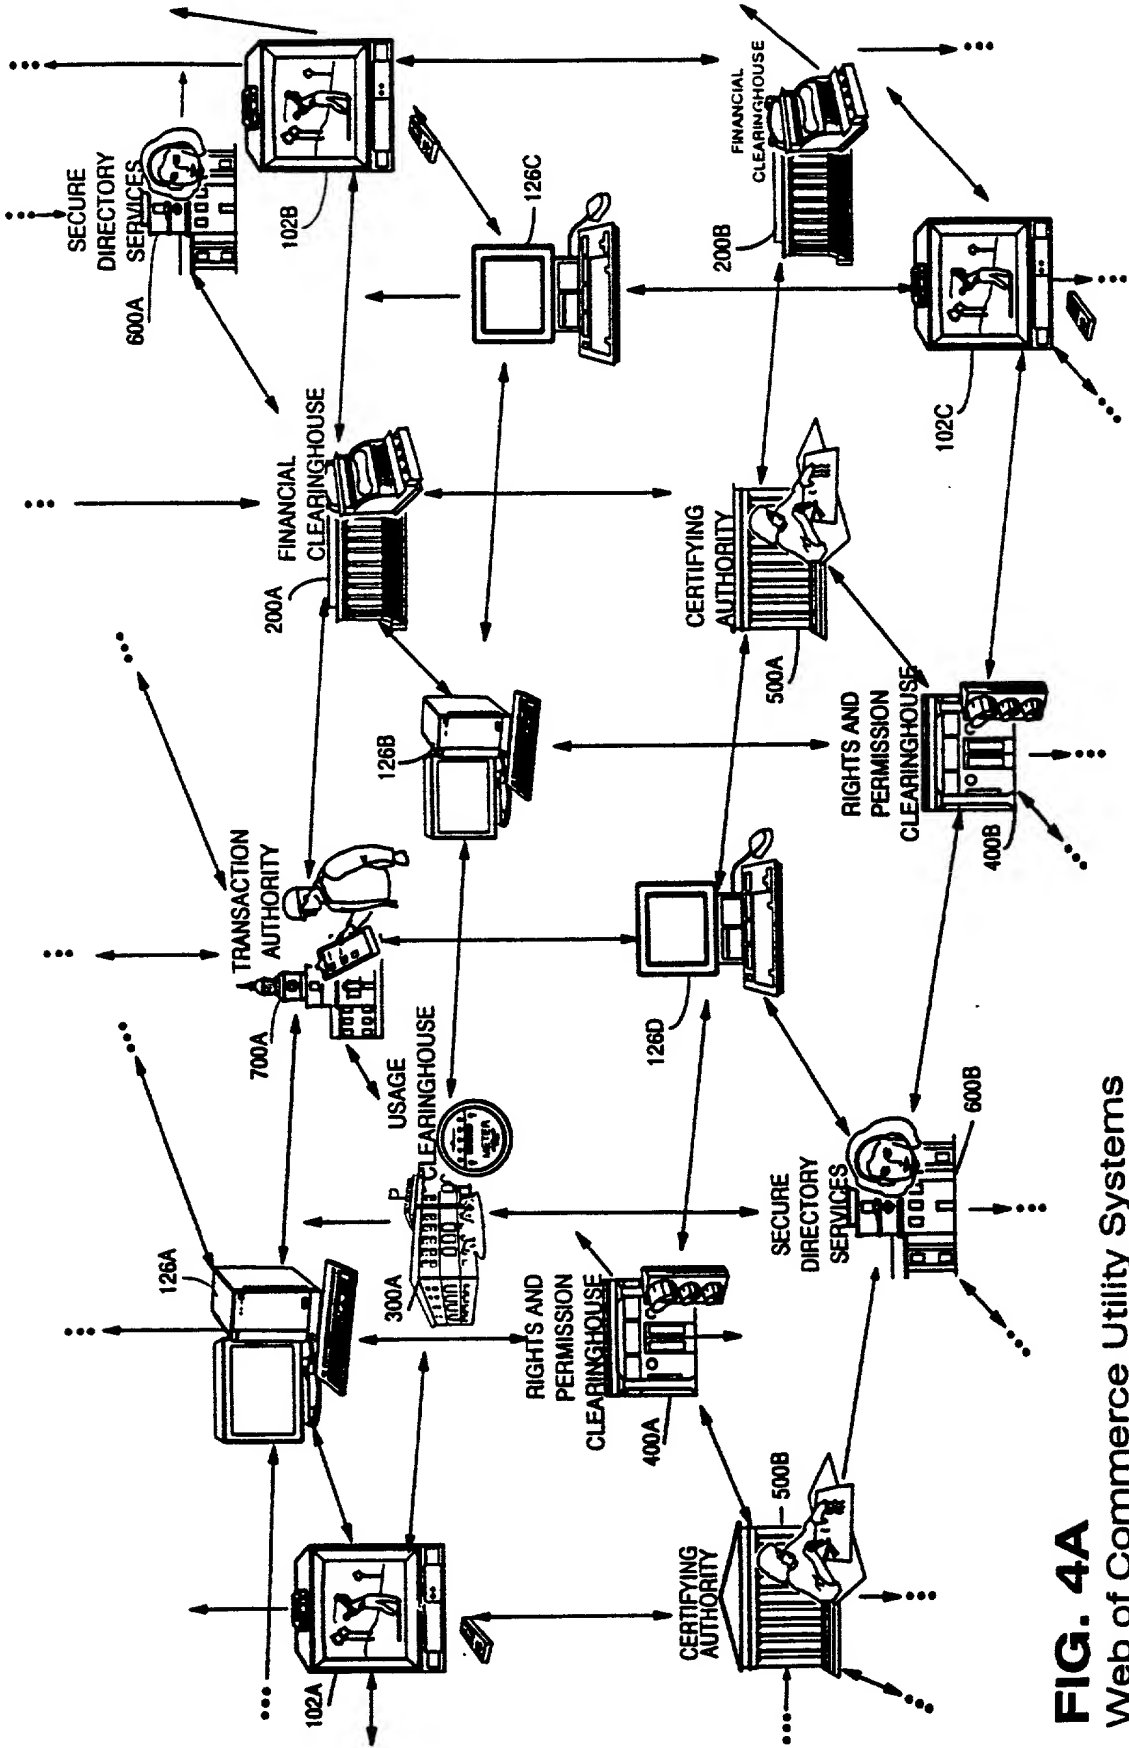 SECURE
DIRECTORY
SERVICES
600A
102B
126C
FINANCIAL
CLEARINGHOUSE
200B
102C
FINANCIAL
CLEARINGHOUSE
200A
CERTIFYING
AUTHORITY
500A
126B
RIGHTS AND
PERMISSION
CLEARINGHOUSE
400B
TRANSACTION
AUTHORITY
700A
126D
USAGE
CLEARINGHOUSE
METER
P
300A
SECURE
DIRECTORY
SERVICES
600B
126A
RIGHTS AND
PERMISSION
CLEARINGHOUSE
400A
102A
CERTIFYING
AUTHORITY
500B
FIG. 4A
Web of Commerce Utility Systems